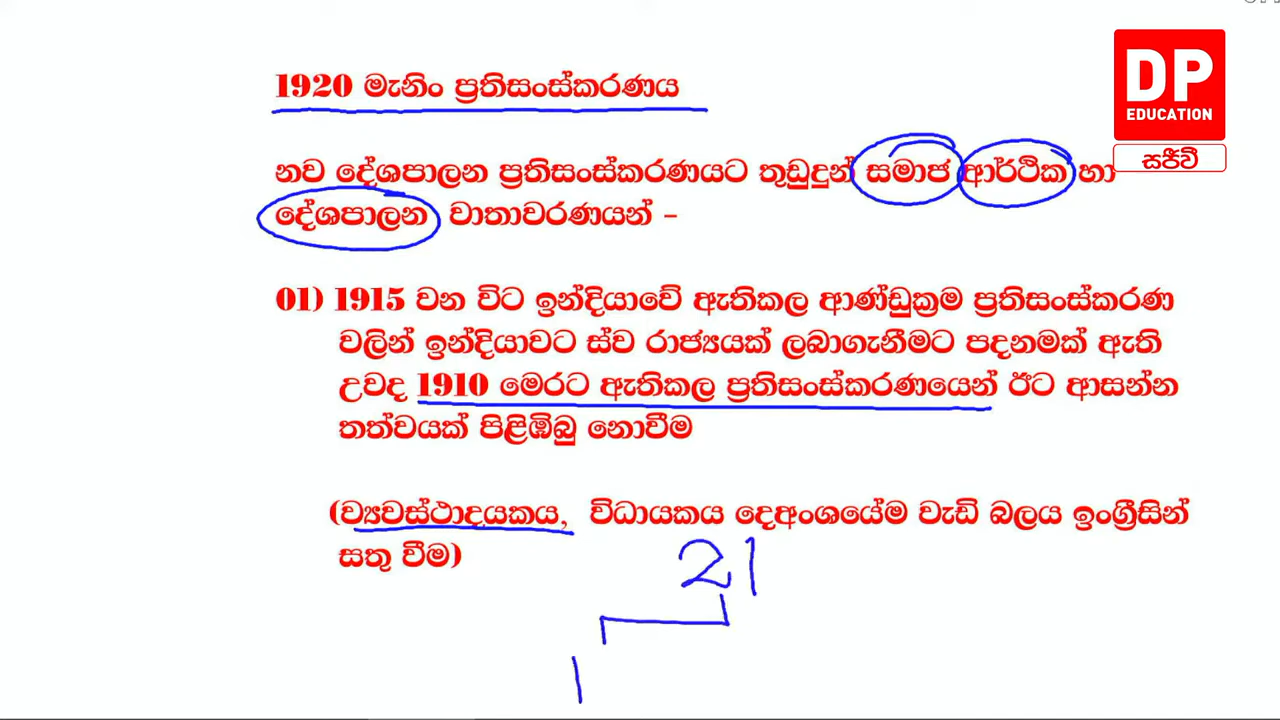 DP
EDUCATION
සජීවී
1920 මැනිං ප්‍රතිසංස්කරණය
නව දේශපාලන ප්‍රතිසංස්කරණයට තුඩුදුන් සමාජ ආර්ථික හා
දේශපාලන වාතාවරණයන් -
01) 1915 වන විට ඉන්දියාවේ ඇතිකල ආණ්ඩුක්‍රම ප්‍රතිසංස්කරණ
වලින් ඉන්දියාවට ස්ව රාජ්‍යයක් ලබාගැනීමට පදනමක් ඇති
උවද 1910 මෙරට ඇතිකල ප්‍රතිසංස්කරණයෙන් ඊට ආසන්න
තත්වයක් පිළිඹිබු නොවීම
(ව්‍යවස්ථාදයකය, විධායකය දෙඅංශයේම වැඩි බලය ඉංග්‍රීසින්
සතු වීම)
21
1